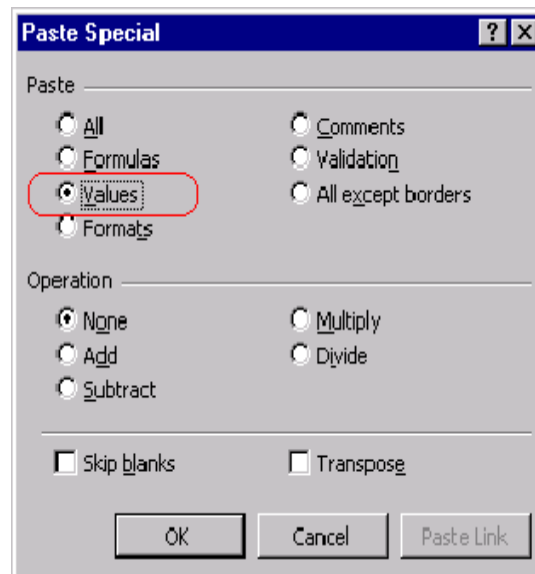 Paste Special
Paste
All
Comments
Formulas
Validation
Values
All except borders
Formats
Operation
None
Multiply
Add
Divide
Subtract
Skip blanks
Transpose
OK
Cancel
Paste Link